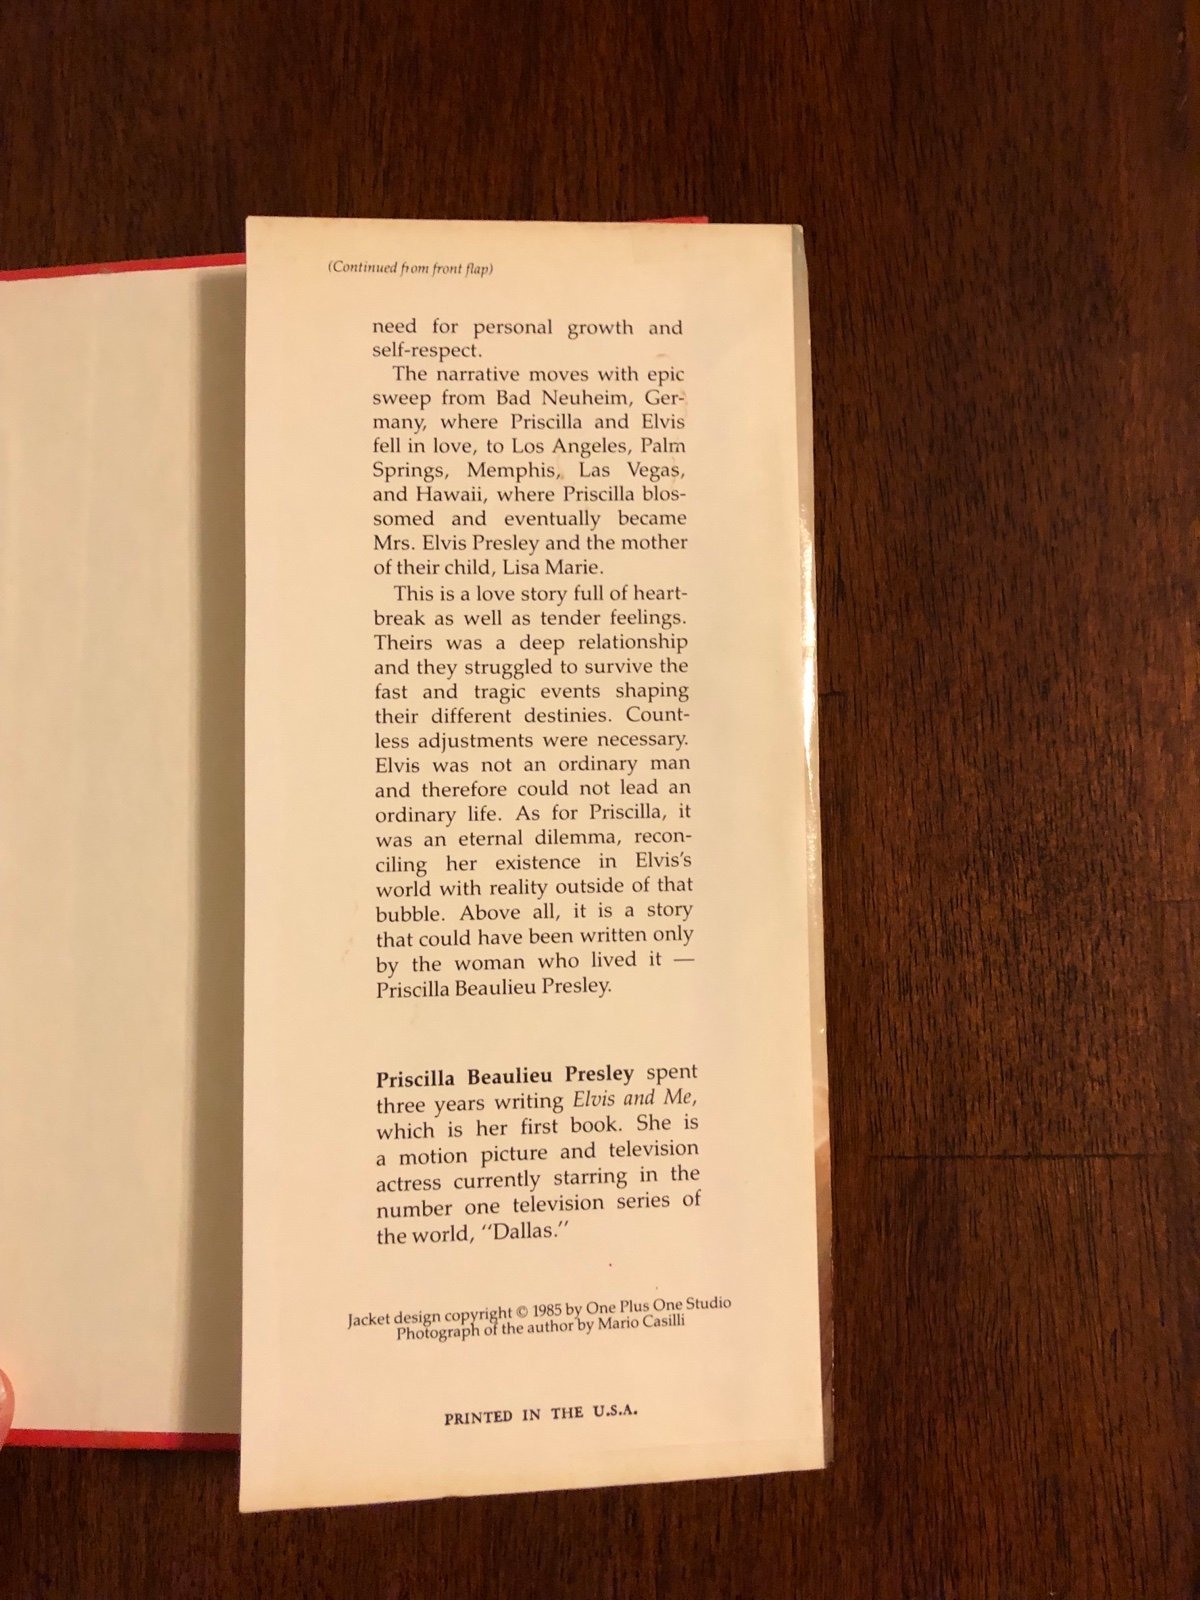 (Continued from front flap)
need for personal growth and
self-respect.
The narrative moves with epic
sweep from Bad Neuheim, Ger-
many, where Priscilla and Elvis
fell in love, to Los Angeles, Palm
Springs, Memphis, Las Vegas,
and Hawaii, where Priscilla blos-
somed and eventually became
Mrs. Elvis Presley and the mother
of their child, Lisa Marie.
This is a love story full of heart-
break as well as tender feelings.
Theirs was a deep relationship
and they struggled to survive the
fast and tragic events shaping
their different destinies. Count-
less adjustments were necessary.
Elvis was not an ordinary man
and therefore could not lead an
ordinary life. As for Priscilla, it
was an eternal dilemma, recon-
ciling her existence in Elvis's
world with reality outside of that
bubble. Above all, it is a story
that could have been written only
by the woman who lived it —
Priscilla Beaulieu Presley.
Priscilla Beaulieu Presley spent
three years writing Elvis and Me,
which is her first book. She is
a motion picture and television
actress currently starring in the
number one television series of
the world, "Dallas."
Jacket design copyright © 1985 by One Plus One Studio
Photograph of the author by Mario Casilli
PRINTED IN THE U.S.A.